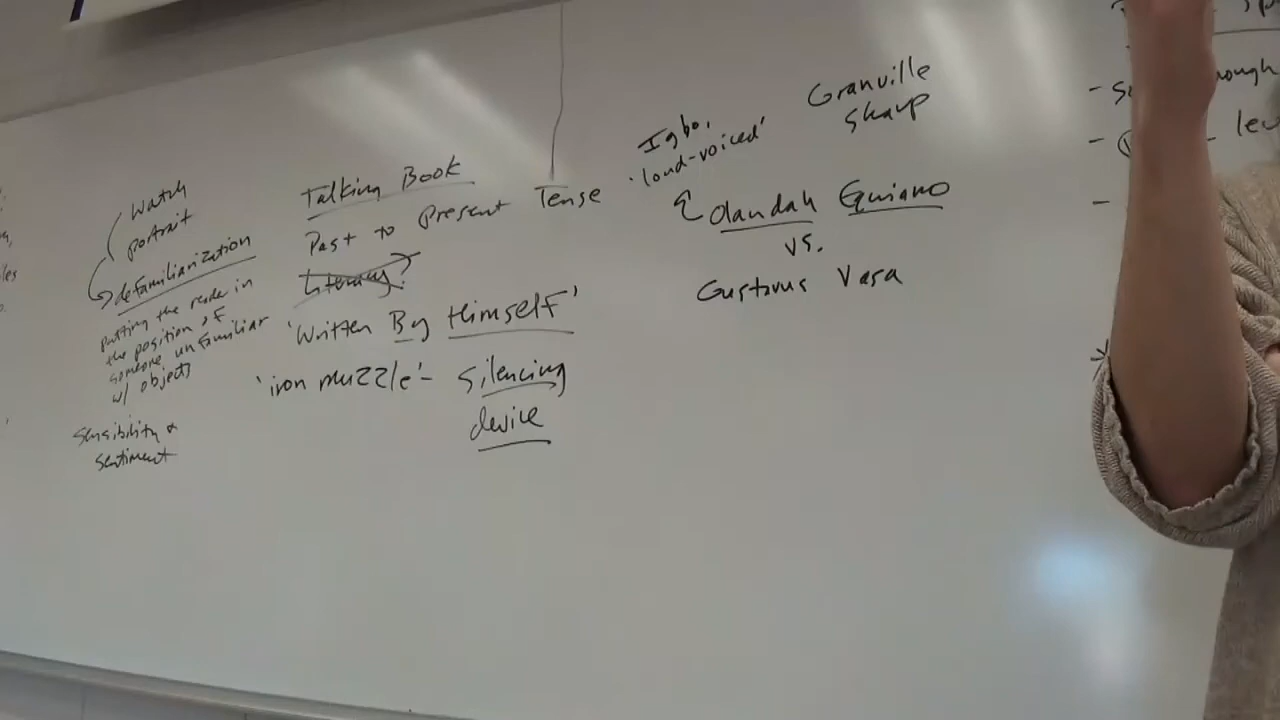 watch
portrait
defamiliarization
putting the reader in
the position of
someone unfamiliar
w/ objects
sensibility &
sentiment
Talking Book
Past to Present Tense
Literacy?
'Written By Himself'
'iron muzzle' - silencing
device
Igbo,
'loud-voiced'
Granville
Sharp
Olaudah Equiano
vs.
Gustavus Vasa